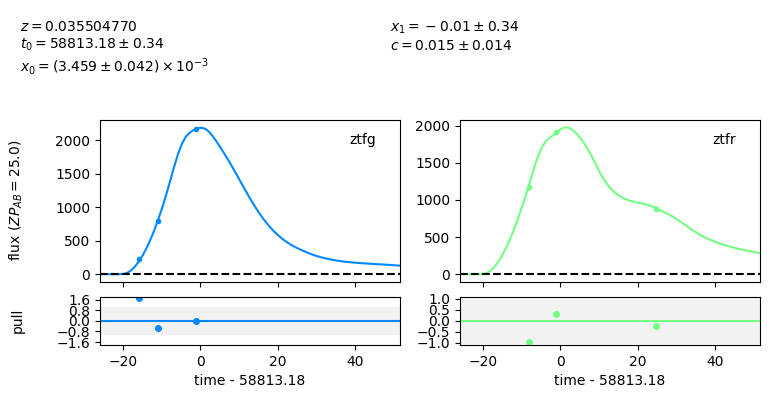 z = 0.035504770
t₀ = 58813.18 ± 0.34
x₀ = (3.459 ± 0.042) × 10⁻³
x₁ = −0.01 ± 0.34
c = 0.015 ± 0.014
flux (ZP_AB = 25.0)
2000
1500
1000
500
0
ztfg
2000
1500
1000
500
0
ztfr
pull
1.6
0.8
0.0
−0.8
−1.6
−20 0 20 40
time - 58813.18
1.0
0.5
0.0
−0.5
−1.0
−20 0 20 40
time - 58813.18